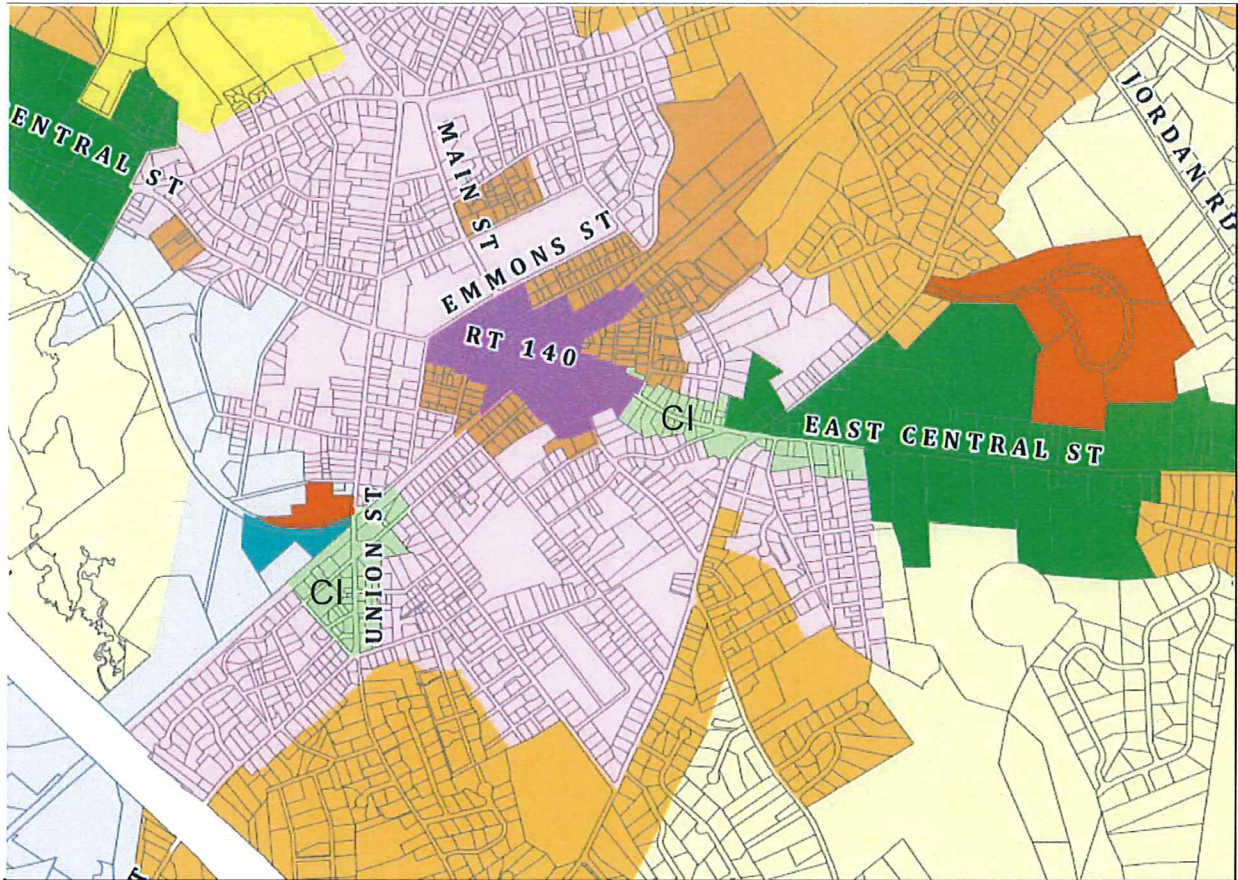 JORDAN RD
ENTRAL ST
MAIN ST
EMMONS ST
RT 140
CI
EAST CENTRAL ST
UNION ST
CI
T